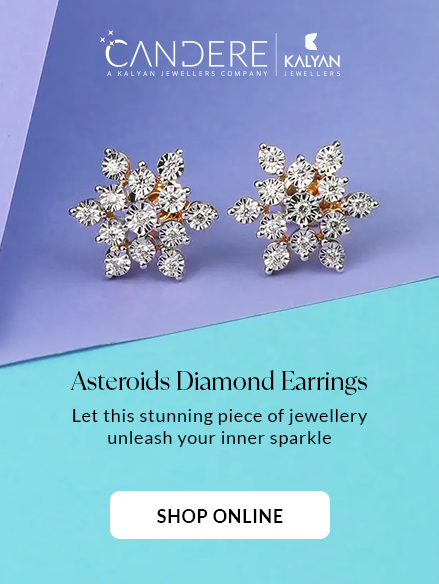 CANDERE
A KALYAN JEWELLERS COMPANY
KALYAN
JEWELLERS
Asteroids Diamond Earrings
Let this stunning piece of jewellery
unleash your inner sparkle
SHOP ONLINE